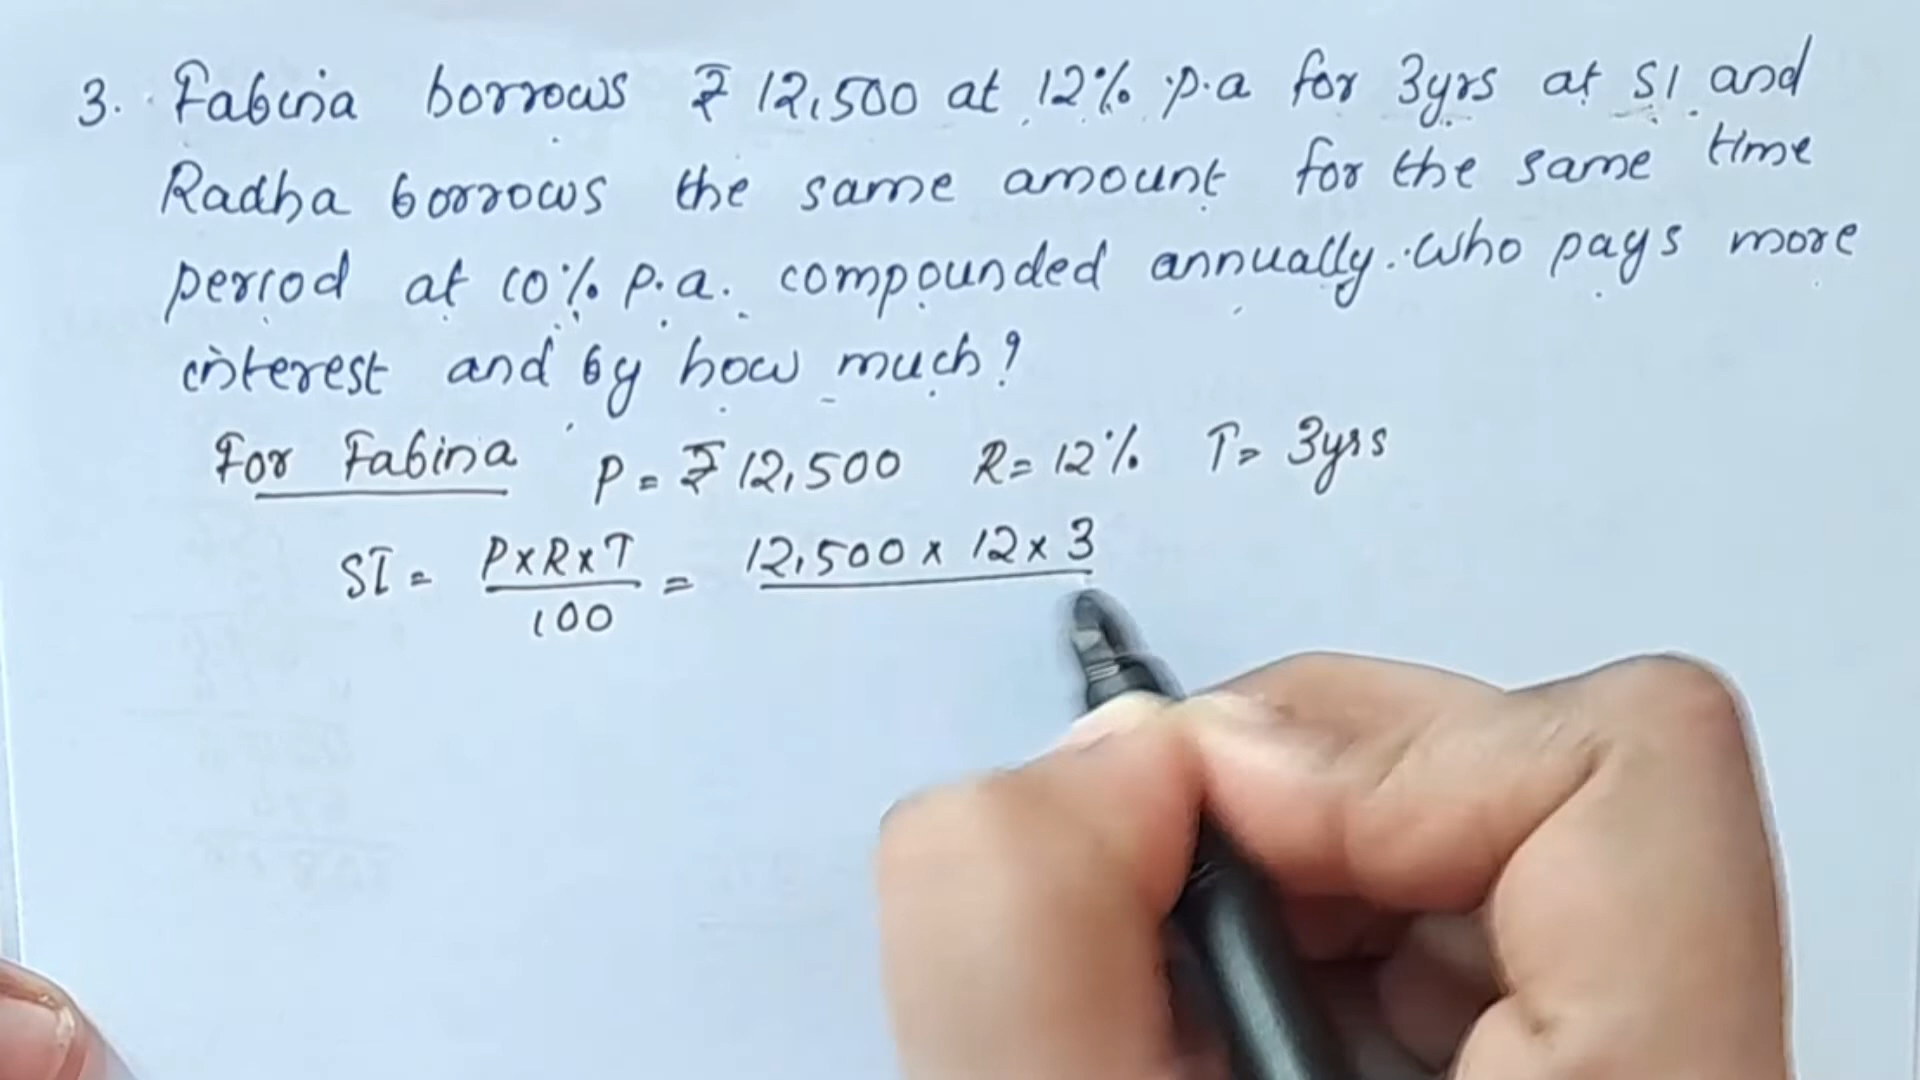 3. Fabina borrows ₹ 12,500 at 12% p.a for 3yrs at SI and
Radha borrows the same amount for the same time
period at 10% p.a. compounded annually. Who pays more
interest and by how much?
For Fabina P = ₹ 12,500 R = 12% T = 3yrs
SI = P×R×T / 100 = 12,500 × 12 × 3